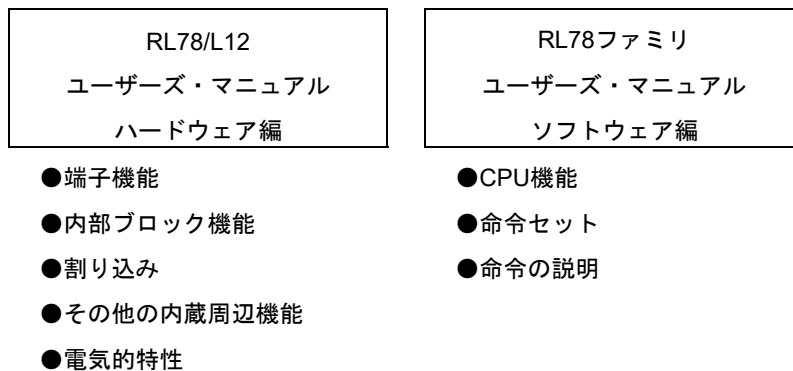 RL78/L12
ユーザーズ・マニュアル
ハードウェア編
●端子機能
●内部ブロック機能
●割り込み
●その他の内蔵周辺機能
●電気的特性
RL78ファミリ
ユーザーズ・マニュアル
ソフトウェア編
●CPU機能
●命令セット
●命令の説明